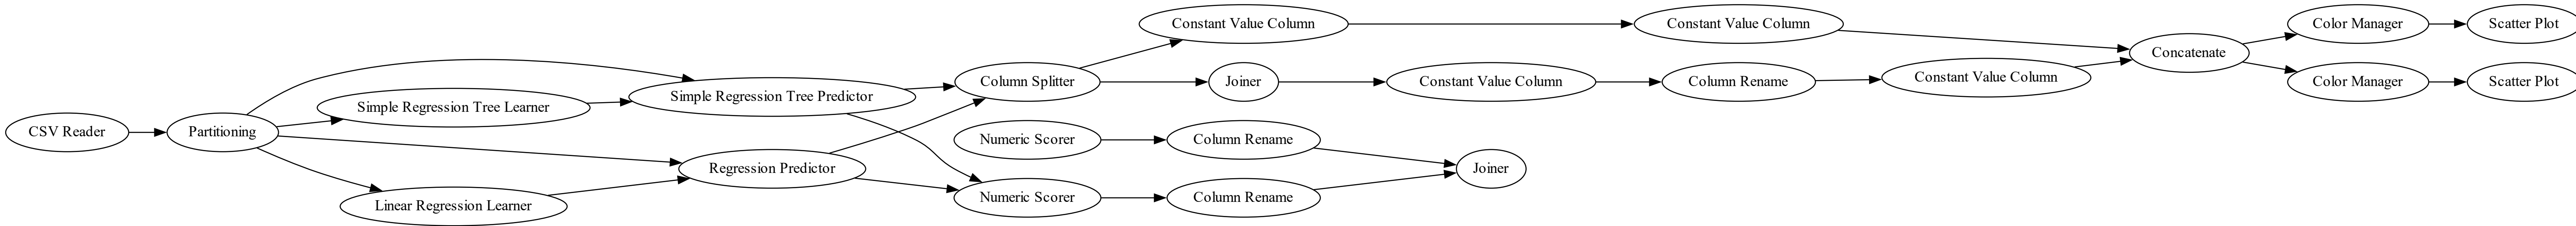 Constant Value Column
Constant Value Column
Color Manager
Scatter Plot
Concatenate
Simple Regression Tree Learner
Simple Regression Tree Predictor
Column Splitter
Joiner
Constant Value Column
Column Rename
Constant Value Column
Color Manager
Scatter Plot
CSV Reader
Partitioning
Numeric Scorer
Column Rename
Regression Predictor
Joiner
Linear Regression Learner
Numeric Scorer
Column Rename